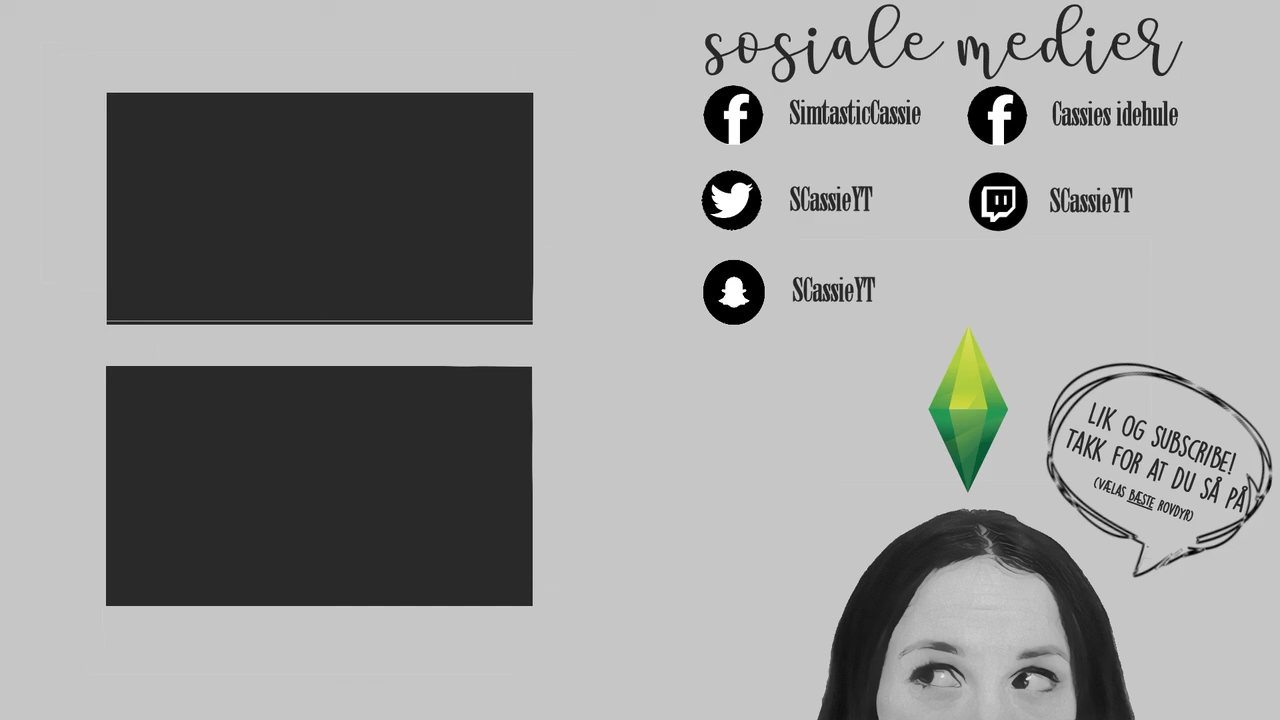 sosiale medier
SimtasticCassie
Cassies idehule
SCassieYT
SCassieYT
SCassieYT
LIK OG SUBSCRIBE!
TAKK FOR AT DU SÅ PÅ
(VÆLAS BÆSTE ROVDYR)